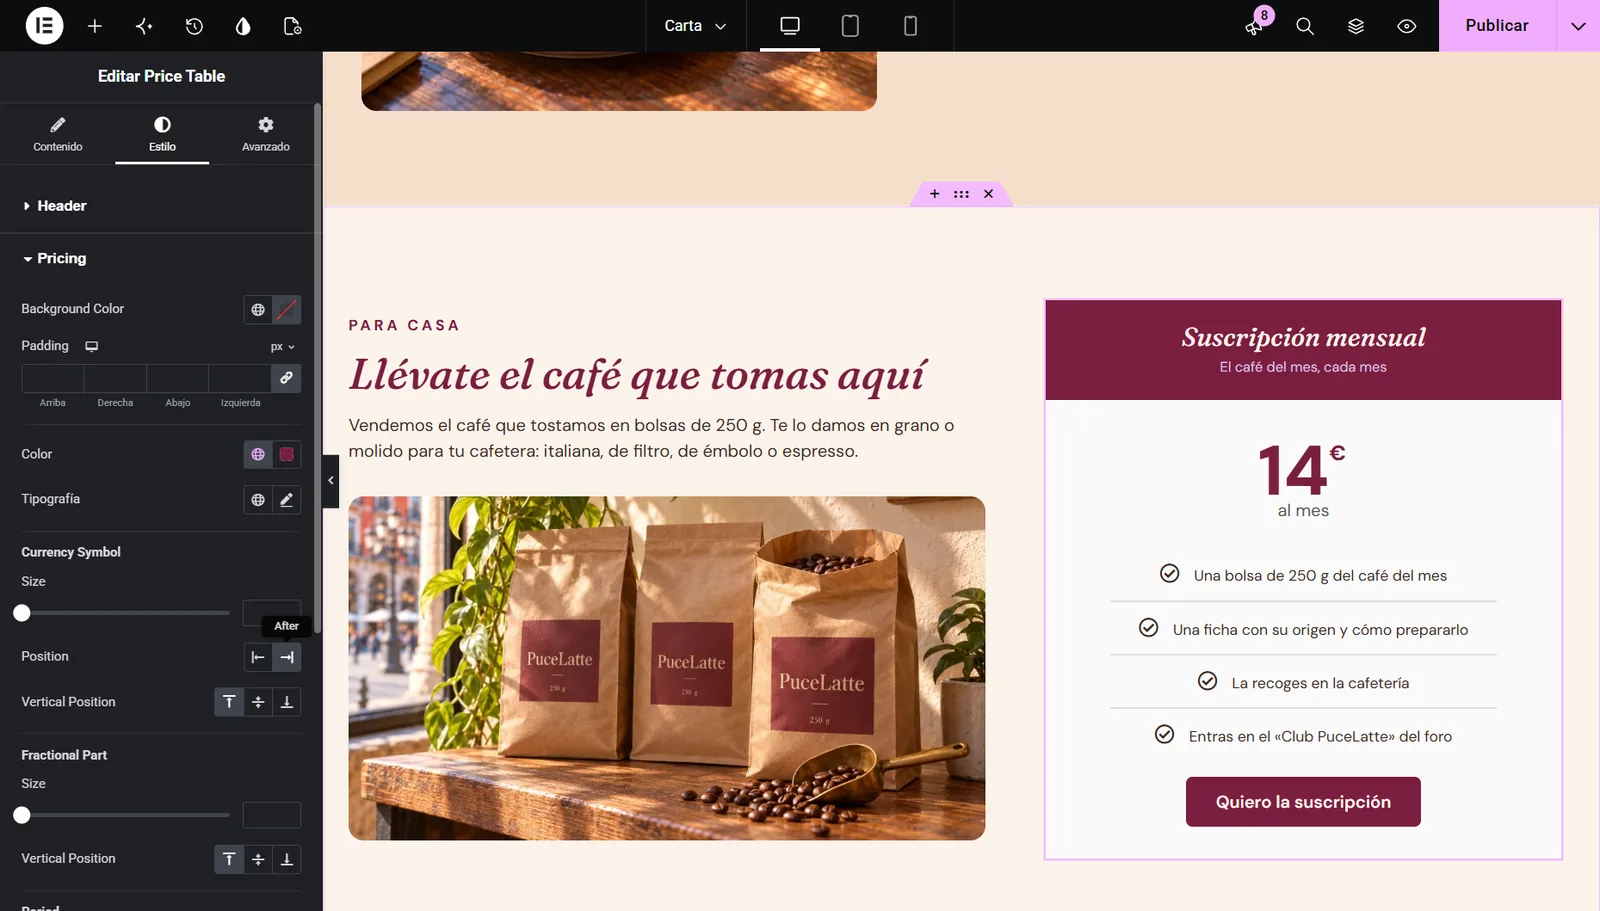 Carta
8
Publicar
Editar Price Table
Contenido
Estilo
Avanzado
Header
Pricing
Background Color
Padding
px
Arriba
Derecha
Abajo
Izquierda
Color
Tipografía
Currency Symbol
Size
After
Position
Vertical Position
Fractional Part
Size
Vertical Position
Period
PARA CASA
Llévate el café que tomas aquí
Vendemos el café que tostamos en bolsas de 250 g. Te lo damos en grano o
molido para tu cafetera: italiana, de filtro, de émbolo o espresso.
PuceLatte
250 g
PuceLatte
250 g
PuceLatte
250 g
Suscripción mensual
El café del mes, cada mes
14€
al mes
Una bolsa de 250 g del café del mes
Una ficha con su origen y cómo prepararlo
La recoges en la cafetería
Entras en el «Club PuceLatte» del foro
Quiero la suscripción